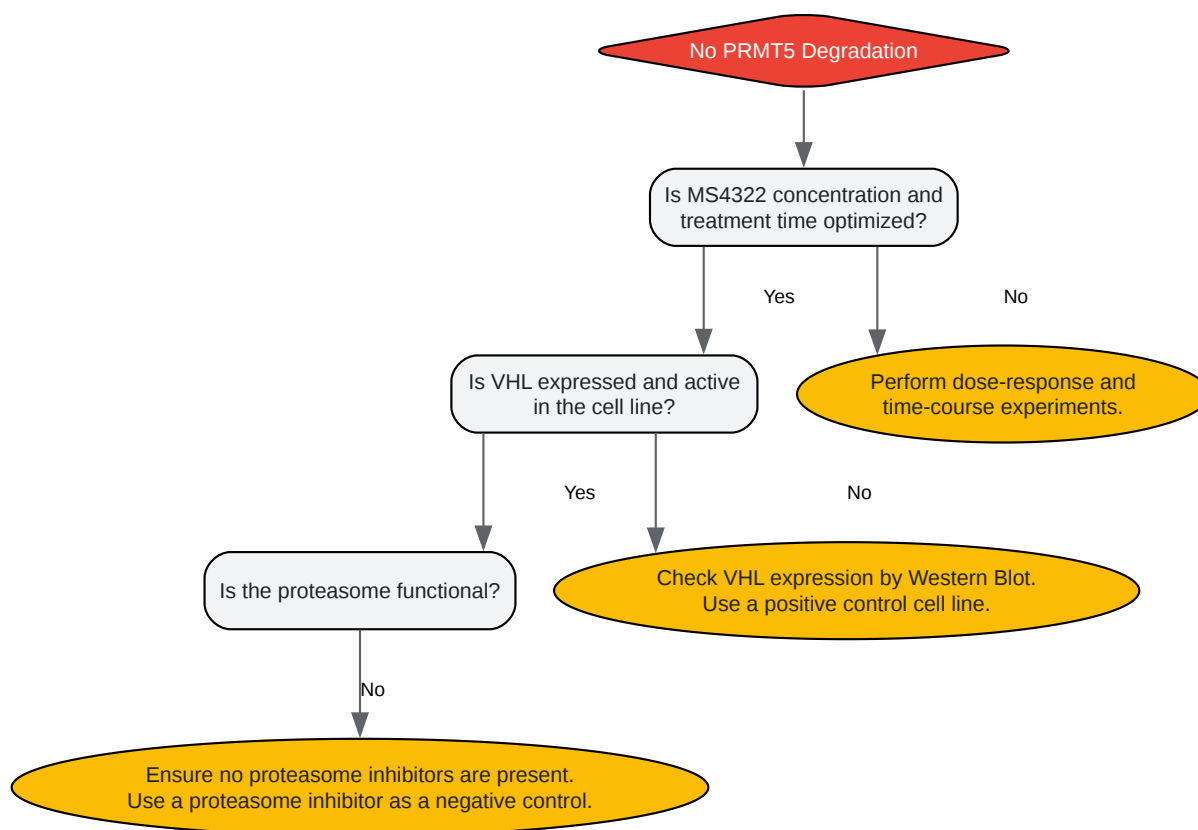 No PRMT5 Degradation
Is MS4322 concentration and
treatment time optimized?
Yes
No
Is VHL expressed and active
in the cell line?
Perform dose-response and
time-course experiments.
Yes
No
Is the proteasome functional?
Check VHL expression by Western Blot.
Use a positive control cell line.
No
Ensure no proteasome inhibitors are present.
Use a proteasome inhibitor as a negative control.